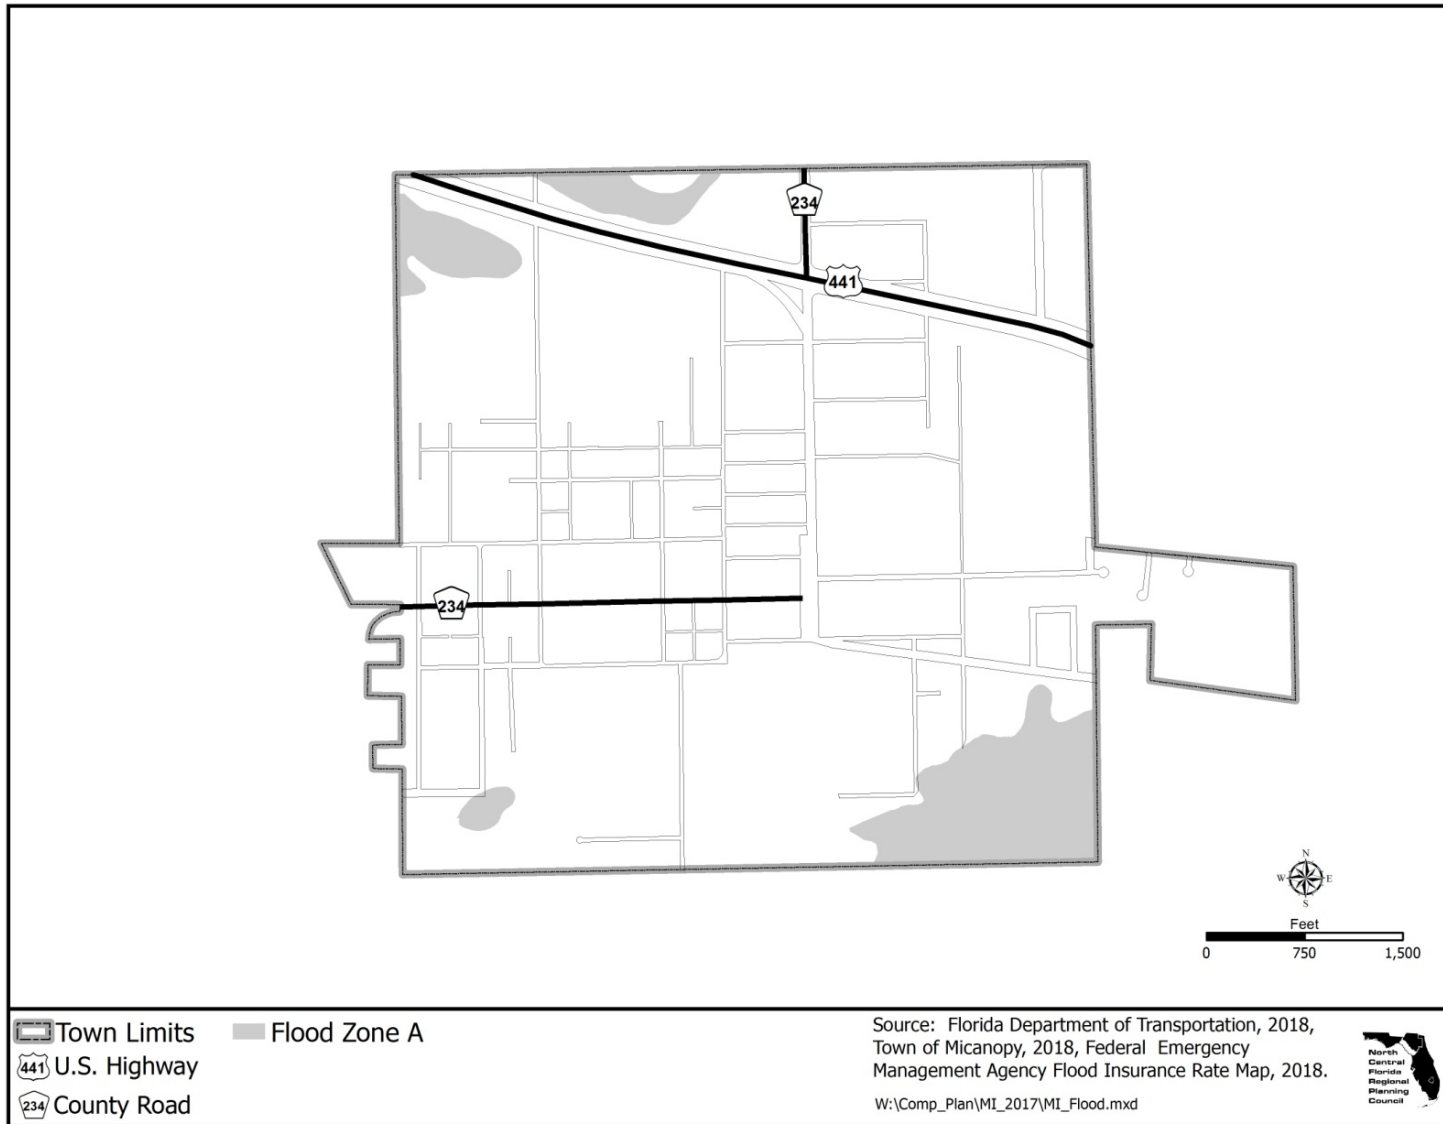 234
441
234
N
W E
S
Feet
0 750 1,500
Town Limits
Flood Zone A
441 U.S. Highway
234 County Road
Source: Florida Department of Transportation, 2018,
Town of Micanopy, 2018, Federal Emergency
Management Agency Flood Insurance Rate Map, 2018.
W:\Comp_Plan\MI_2017\MI_Flood.mxd
North
Central
Florida
Regional
Planning
Council